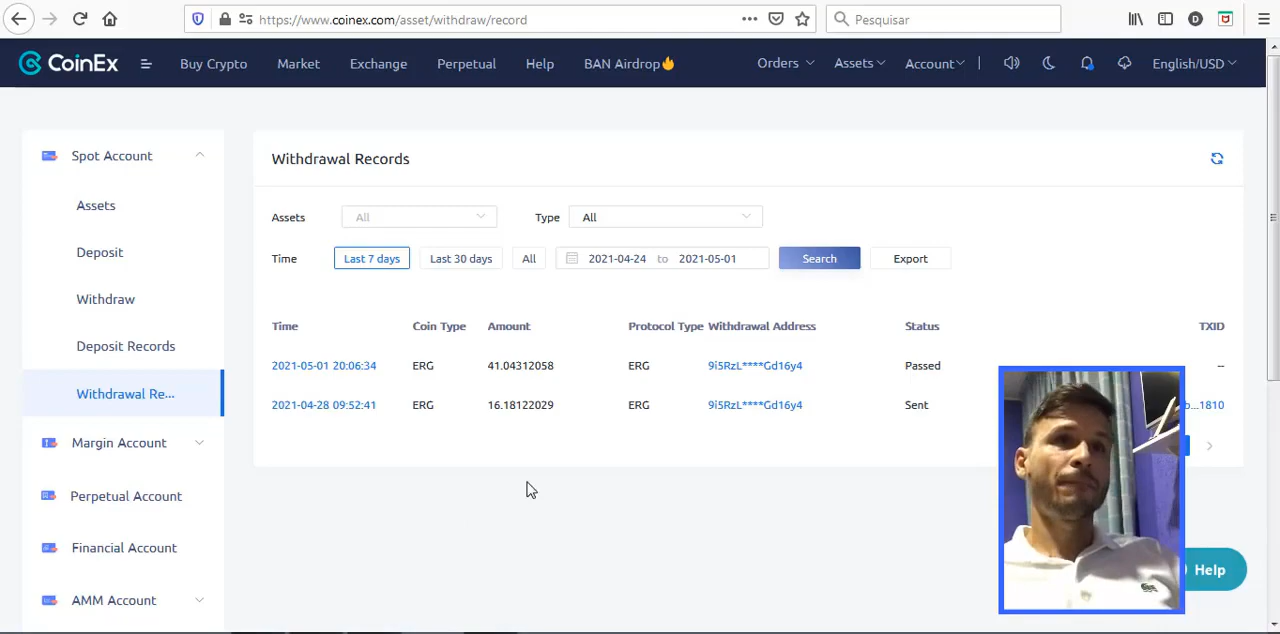 https://www.coinex.com/asset/withdraw/record
Pesquisar
CoinEx Buy Crypto Market Exchange Perpetual Help BAN Airdrop🔥 Orders Assets Account English/USD
Spot Account
Assets
Deposit
Withdraw
Deposit Records
Withdrawal Re...
Margin Account
Perpetual Account
Financial Account
AMM Account
Withdrawal Records
Assets All Type All
Time Last 7 days Last 30 days All 2021-04-24 to 2021-05-01 Search Export
Time Coin Type Amount Protocol Type Withdrawal Address Status TXID
2021-05-01 20:06:34 ERG 41.04312058 ERG 9i5RzL****Gd16y4 Passed --
2021-04-28 09:52:41 ERG 16.18122029 ERG 9i5RzL****Gd16y4 Sent ...1810
Help